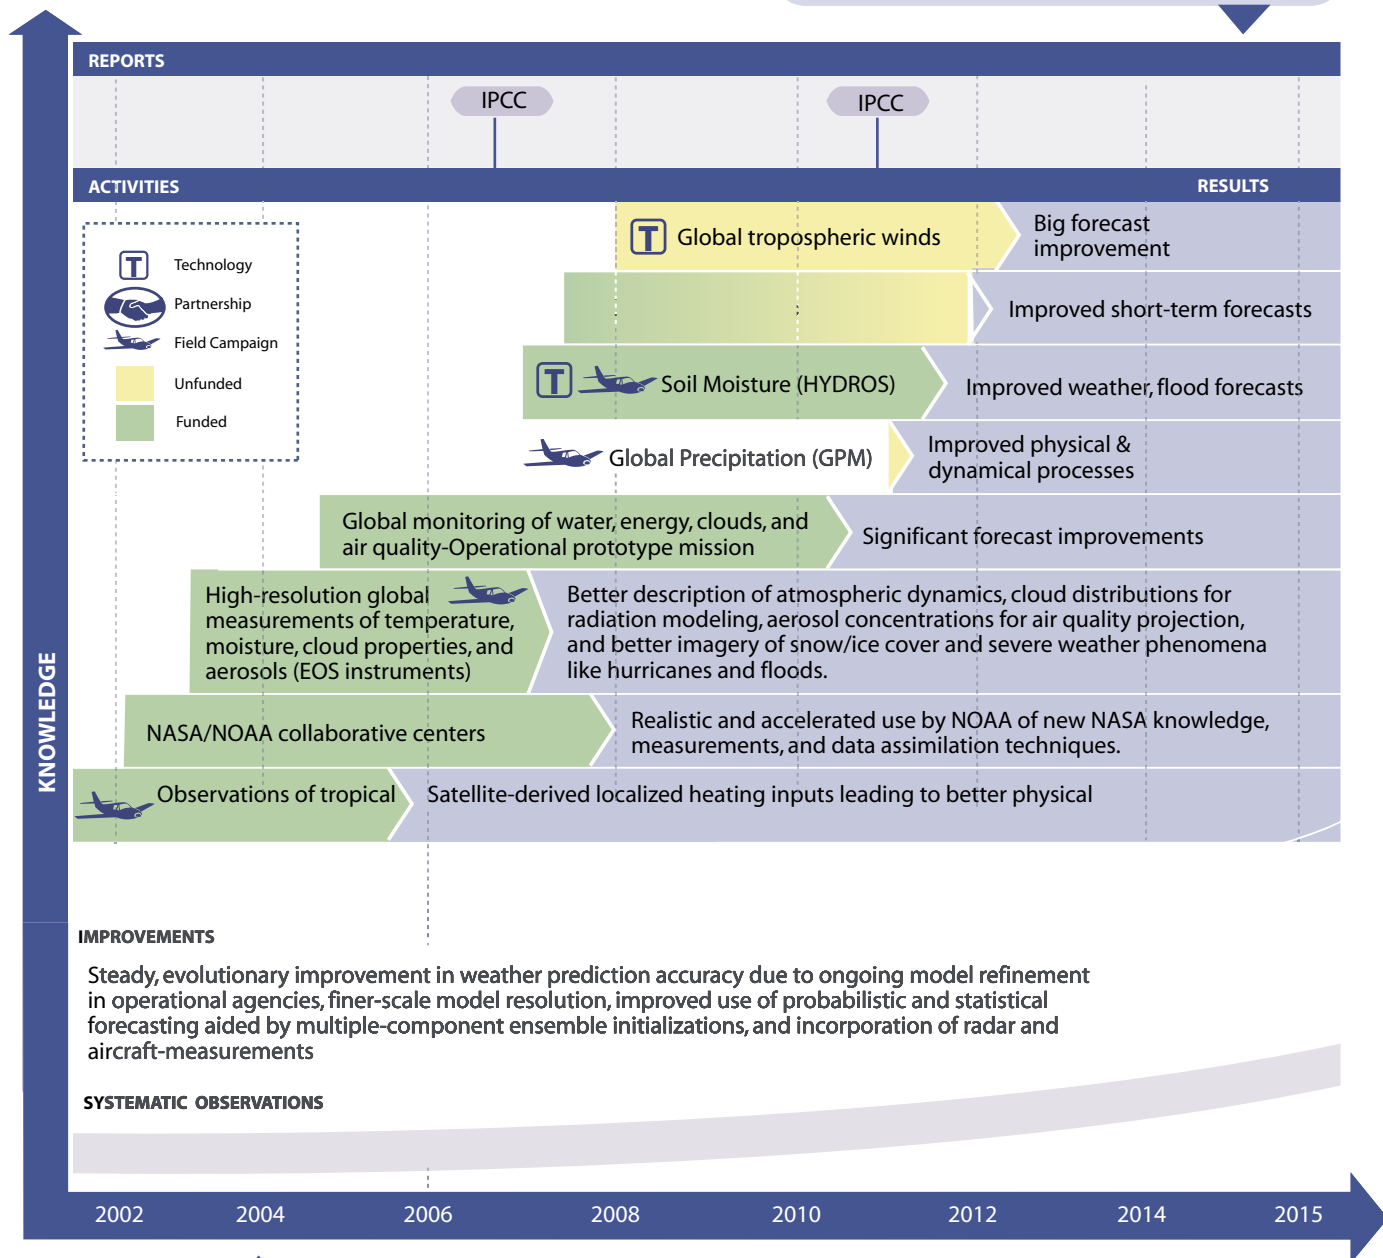 REPORTS
IPCC
IPCC
ACTIVITIES
RESULTS
T
Technology
Partnership
Field Campaign
Unfunded
Funded
T
Global tropospheric winds
Big forecast
improvement
Improved short-term forecasts
T
Soil Moisture (HYDROS)
Improved weather, flood forecasts
Global Precipitation (GPM)
Improved physical &
dynamical processes
Global monitoring of water, energy, clouds, and
air quality-Operational prototype mission
Significant forecast improvements
High-resolution global
measurements of temperature,
moisture, cloud properties, and
aerosols (EOS instruments)
Better description of atmospheric dynamics, cloud distributions for
radiation modeling, aerosol concentrations for air quality projection,
and better imagery of snow/ice cover and severe weather phenomena
like hurricanes and floods.
NASA/NOAA collaborative centers
Realistic and accelerated use by NOAA of new NASA knowledge,
measurements, and data assimilation techniques.
Observations of tropical
Satellite-derived localized heating inputs leading to better physical
KNOWLEDGE
IMPROVEMENTS
Steady, evolutionary improvement in weather prediction accuracy due to ongoing model refinement
in operational agencies, finer-scale model resolution, improved use of probabilistic and statistical
forecasting aided by multiple-component ensemble initializations, and incorporation of radar and
aircraft-measurements
SYSTEMATIC OBSERVATIONS
2002 2004 2006 2008 2010 2012 2014 2015